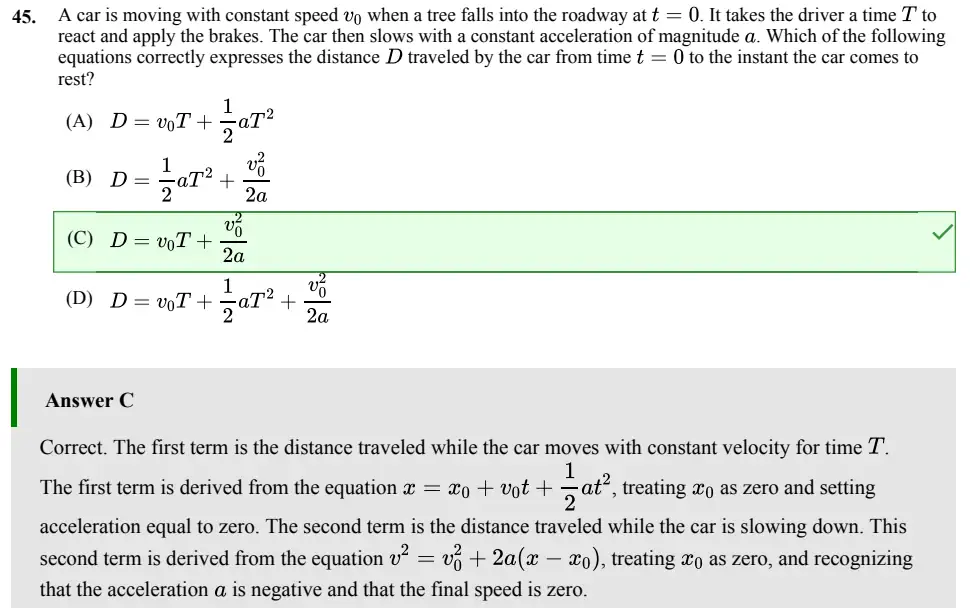 45. A car is moving with constant speed v₀ when a tree falls into the roadway at t = 0. It takes the driver a time T to
react and apply the brakes. The car then slows with a constant acceleration of magnitude a. Which of the following
equations correctly expresses the distance D traveled by the car from time t = 0 to the instant the car comes to
rest?
(A) D = v₀T + 1/2 aT²
(B) D = 1/2 aT² + v₀²/2a
(C) D = v₀T + v₀²/2a ✓
(D) D = v₀T + 1/2 aT² + v₀²/2a
Answer C
Correct. The first term is the distance traveled while the car moves with constant velocity for time T.
The first term is derived from the equation x = x₀ + v₀t + 1/2 at², treating x₀ as zero and setting
acceleration equal to zero. The second term is the distance traveled while the car is slowing down. This
second term is derived from the equation v² = v₀² + 2a(x − x₀), treating x₀ as zero, and recognizing
that the acceleration a is negative and that the final speed is zero.